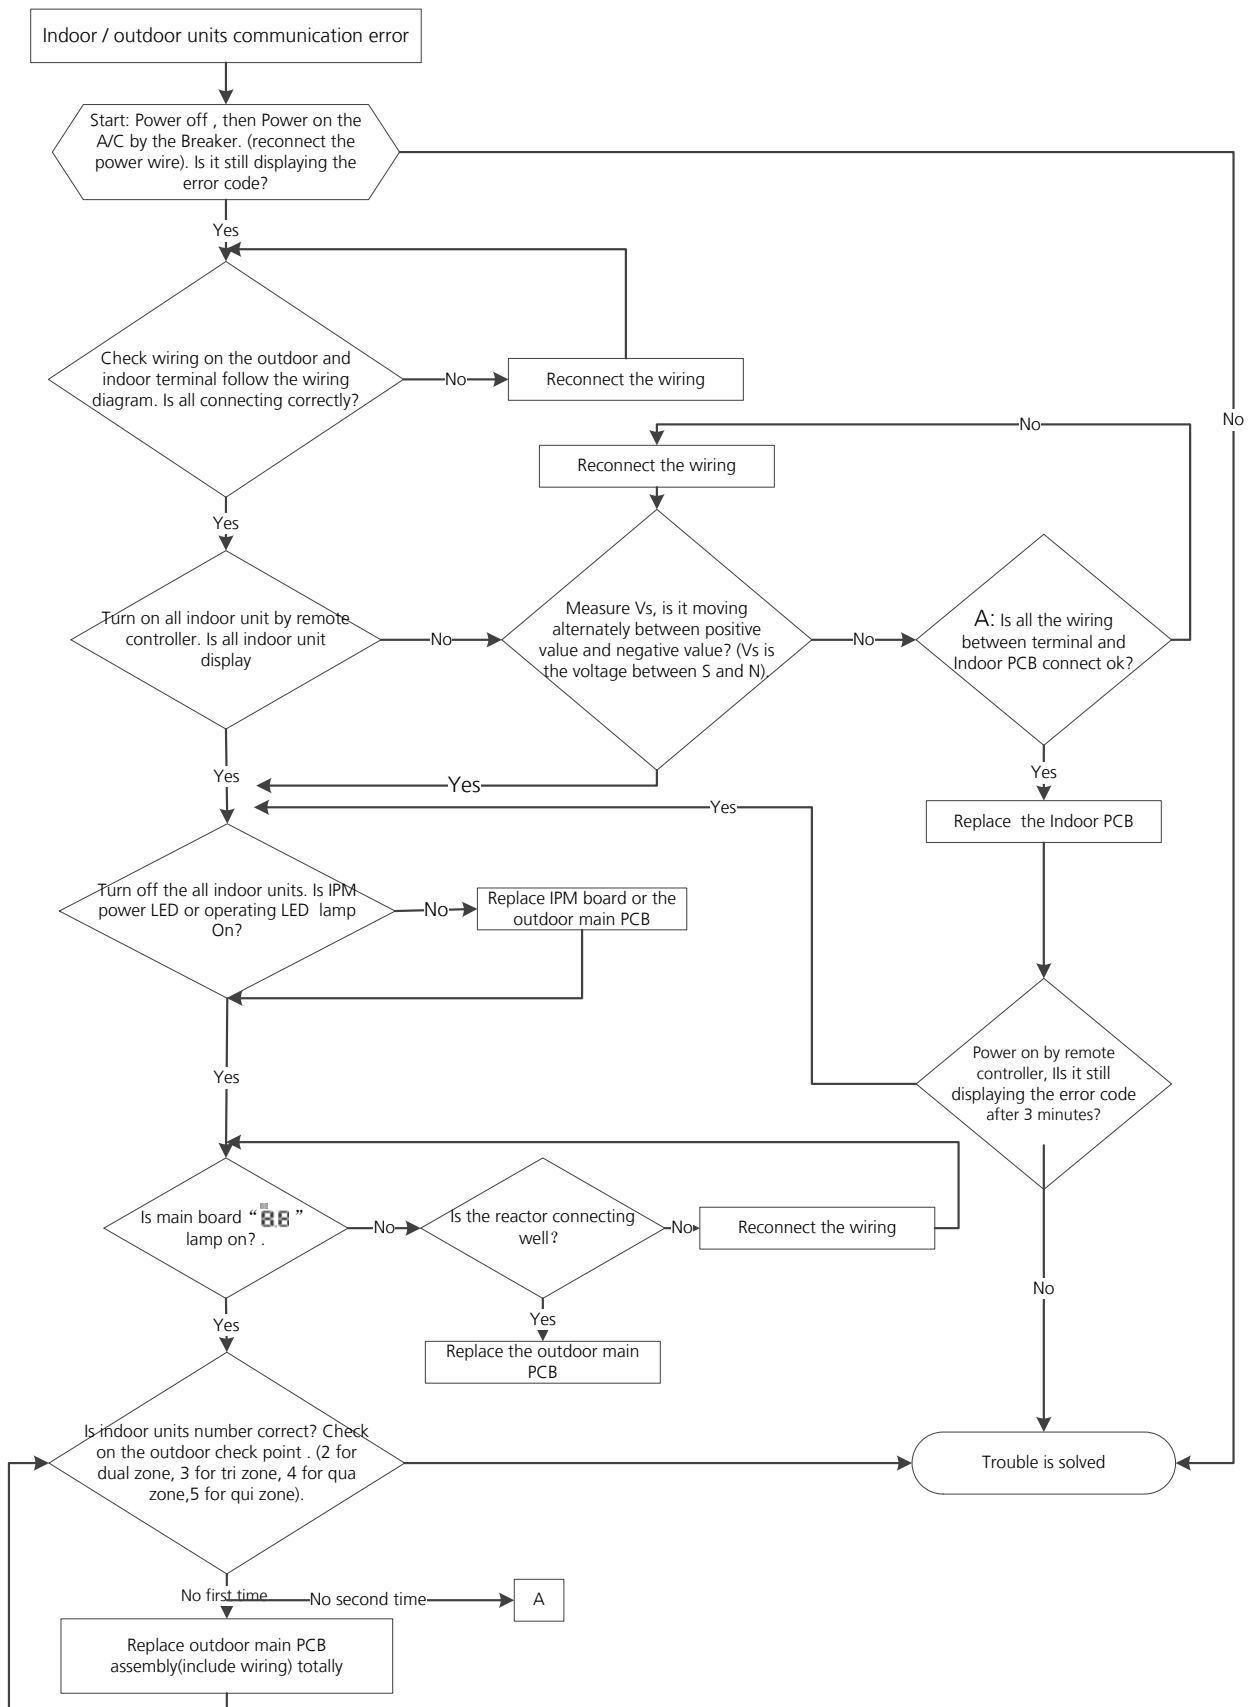 Indoor / outdoor units communication error
Start: Power off , then Power on the
A/C by the Breaker. (reconnect the
power wire). Is it still displaying the
error code?
Yes
No
Check wiring on the outdoor and
indoor terminal follow the wiring
diagram. Is all connecting correctly?
No
Reconnect the wiring
No
Reconnect the wiring
Yes
Turn on all indoor unit by remote
controller. Is all indoor unit
display
No
Measure Vs, is it moving
alternately between positive
value and negative value? (Vs is
the voltage between S and N).
No
A: Is all the wiring
between terminal and
Indoor PCB connect ok?
Yes
Yes
Yes
Yes
Replace the Indoor PCB
Turn off the all indoor units. Is IPM
power LED or operating LED lamp
On?
No
Replace IPM board or the
outdoor main PCB
Power on by remote
controller, IIs it still
displaying the error code
after 3 minutes?
Yes
Is main board “ 8.8 ”
lamp on? .
No
Is the reactor connecting
well?
No
Reconnect the wiring
No
Yes
Yes
Replace the outdoor main
PCB
Is indoor units number correct? Check
on the outdoor check point . (2 for
dual zone, 3 for tri zone, 4 for qua
zone,5 for qui zone).
Trouble is solved
No first time
No second time
A
Replace outdoor main PCB
assembly(include wiring) totally